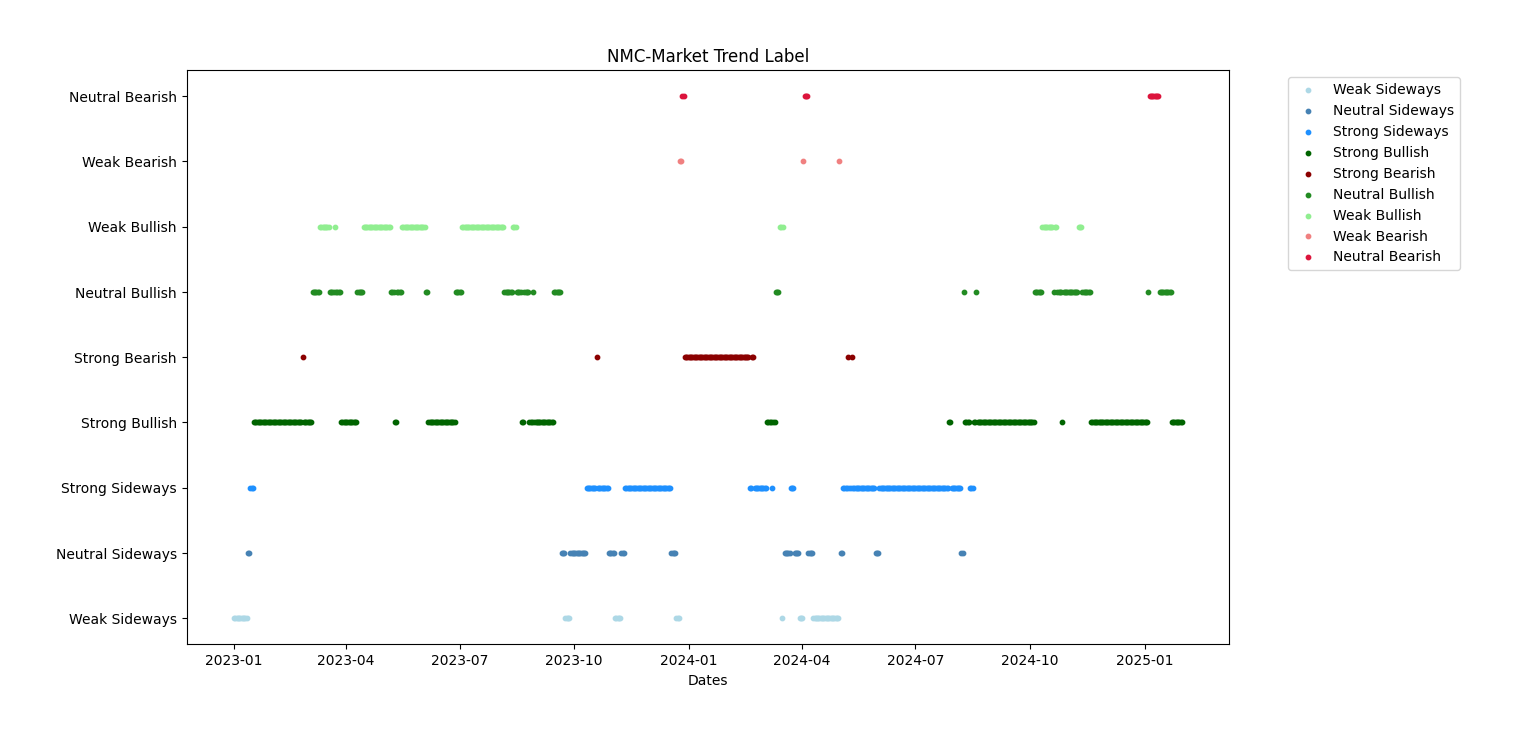 NMC-Market Trend Label
Neutral Bearish
Weak Bearish
Weak Bullish
Neutral Bullish
Strong Bearish
Strong Bullish
Strong Sideways
Neutral Sideways
Weak Sideways
2023-01 2023-04 2023-07 2023-10 2024-01 2024-04 2024-07 2024-10 2025-01
Dates
Weak Sideways
Neutral Sideways
Strong Sideways
Strong Bullish
Strong Bearish
Neutral Bullish
Weak Bullish
Weak Bearish
Neutral Bearish